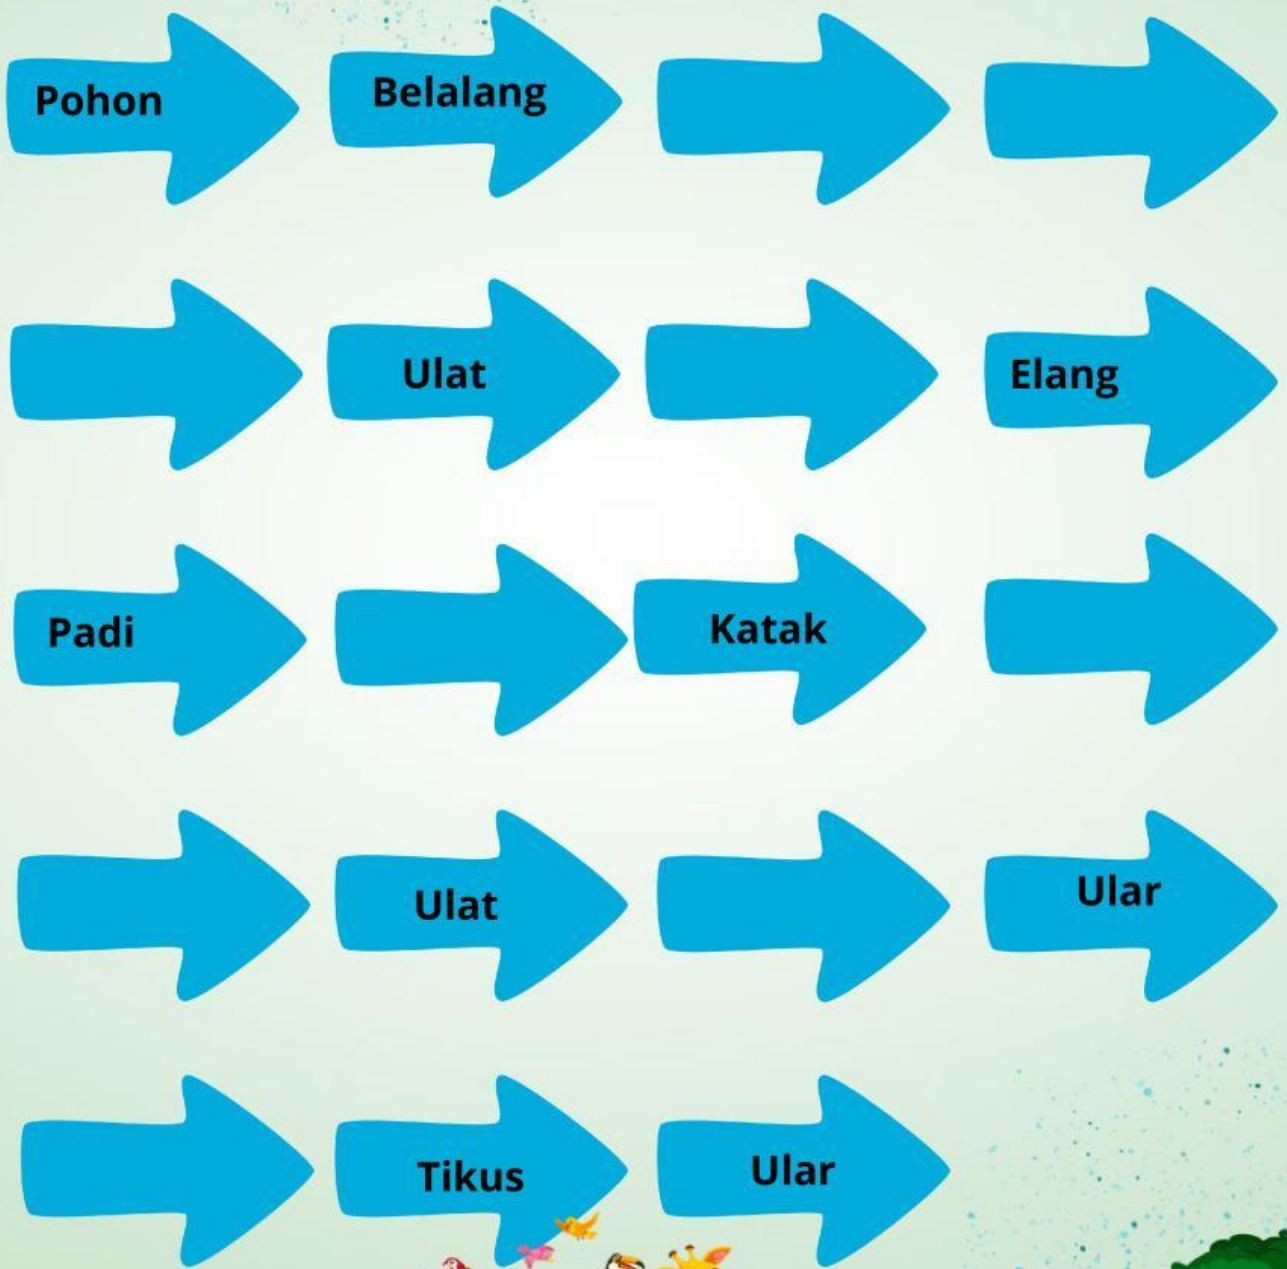 Pohon
Belalang
Ulat
Elang
Padi
Katak
Ulat
Ular
Tikus
Ular